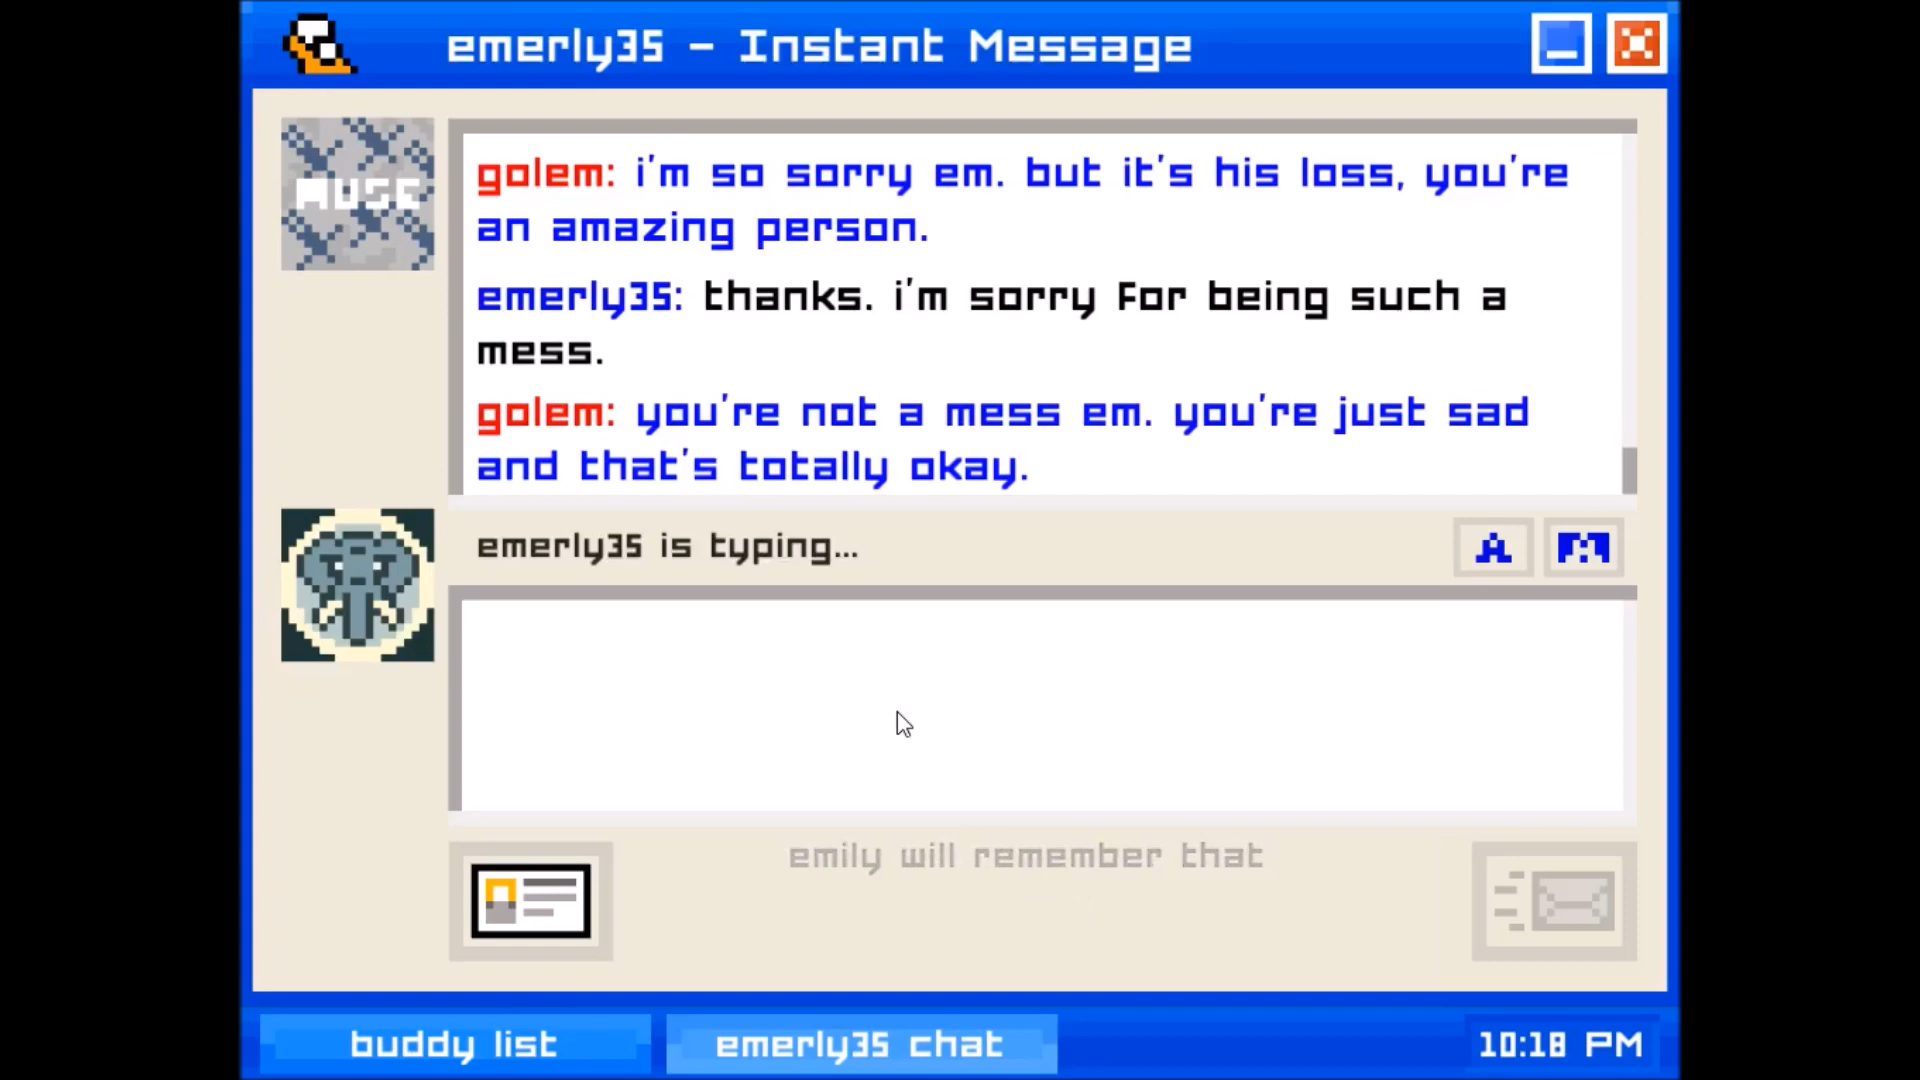 emerly35 - Instant Message
MUSE
golem: i'm so sorry em. but it's his loss, you're
an amazing person.
emerly35: thanks. i'm sorry for being such a
mess.
golem: you're not a mess em. you're just sad
and that's totally okay.
emerly35 is typing...
A
emily will remember that
buddy list
emerly35 chat
10:18 PM